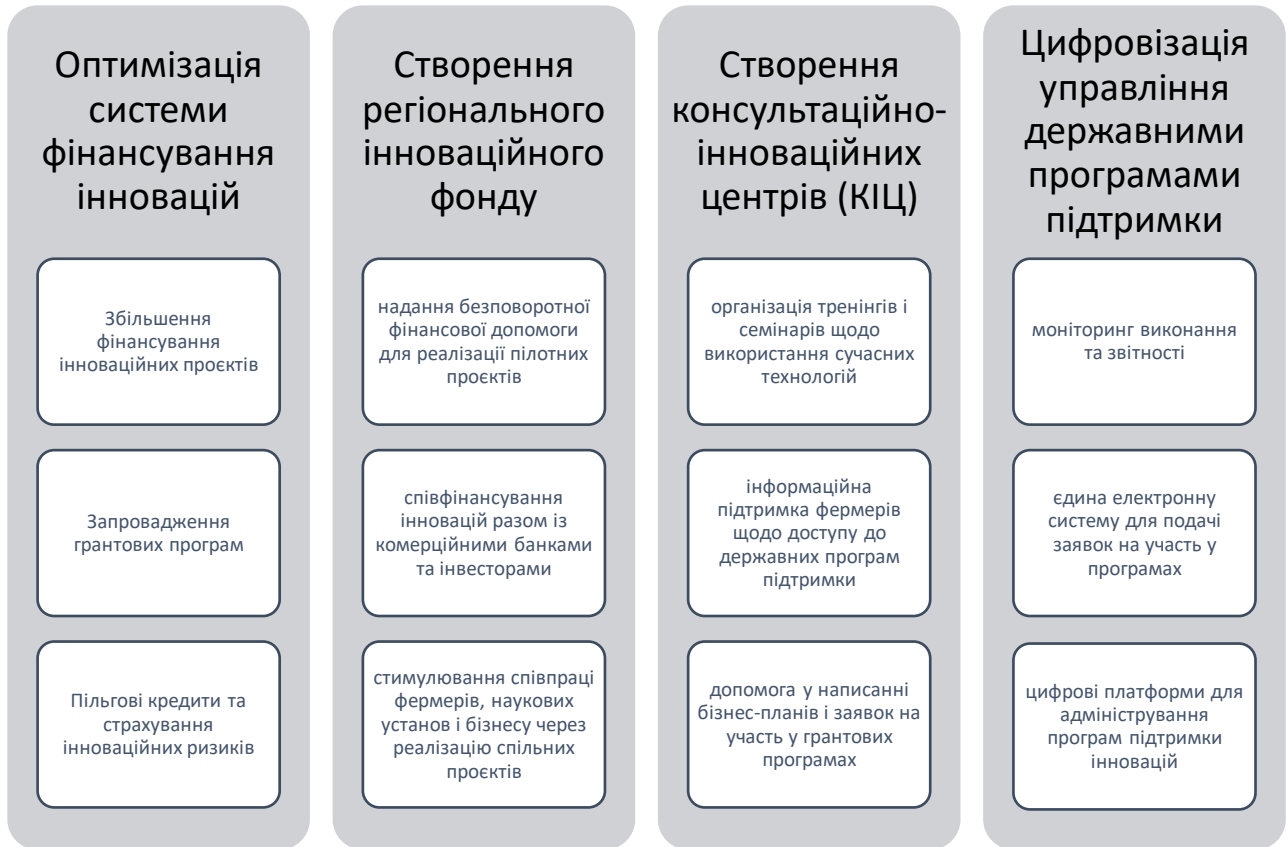 Оптимізація
системи
фінансування
інновацій
Збільшення
фінансування
інноваційних проєктів
Запровадження
грантових програм
Пільгові кредити та
страхування
інноваційних ризиків
Створення
регіонального
інноваційного
фонду
надання безповоротної
фінансової допомоги
для реалізації пілотних
проєктів
співфінансування
інновацій разом із
комерційними банками
та інвесторами
стимулювання співпраці
фермерів, наукових
установ і бізнесу через
реалізацію спільних
проєктів
Створення
консультаційно-
інноваційних
центрів (КІЦ)
організація тренінгів і
семінарів щодо
використання сучасних
технологій
інформаційна
підтримка фермерів
щодо доступу до
державних програм
підтримки
допомога у написанні
бізнес-планів і заявок на
участь у грантових
програмах
Цифровізація
управління
державними
програмами
підтримки
моніторинг виконання
та звітності
єдина електронну
систему для подачі
заявок на участь у
програмах
цифрові платформи для
адміністрування
програм підтримки
інновацій